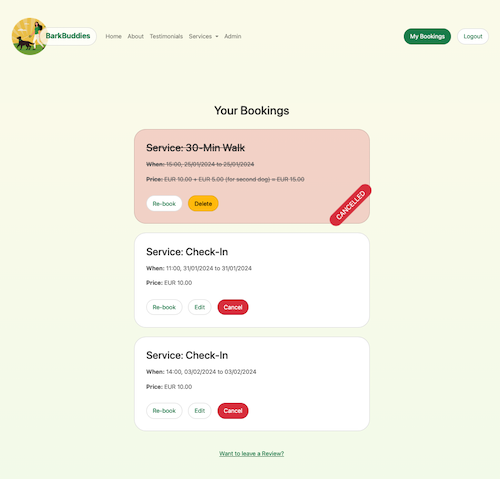 BarkBuddies
Home About Testimonials Services Admin
My Bookings
Logout
Your Bookings
Service: 30-Min Walk
When: 15:00, 25/01/2024 to 25/01/2024
Price: EUR 10.00 + EUR 5.00 (for second dog) = EUR 15.00
Re-book Delete
CANCELLED
Service: Check-In
When: 11:00, 31/01/2024 to 31/01/2024
Price: EUR 10.00
Re-book Edit Cancel
Service: Check-In
When: 14:00, 03/02/2024 to 03/02/2024
Price: EUR 10.00
Re-book Edit Cancel
Want to leave a Review?